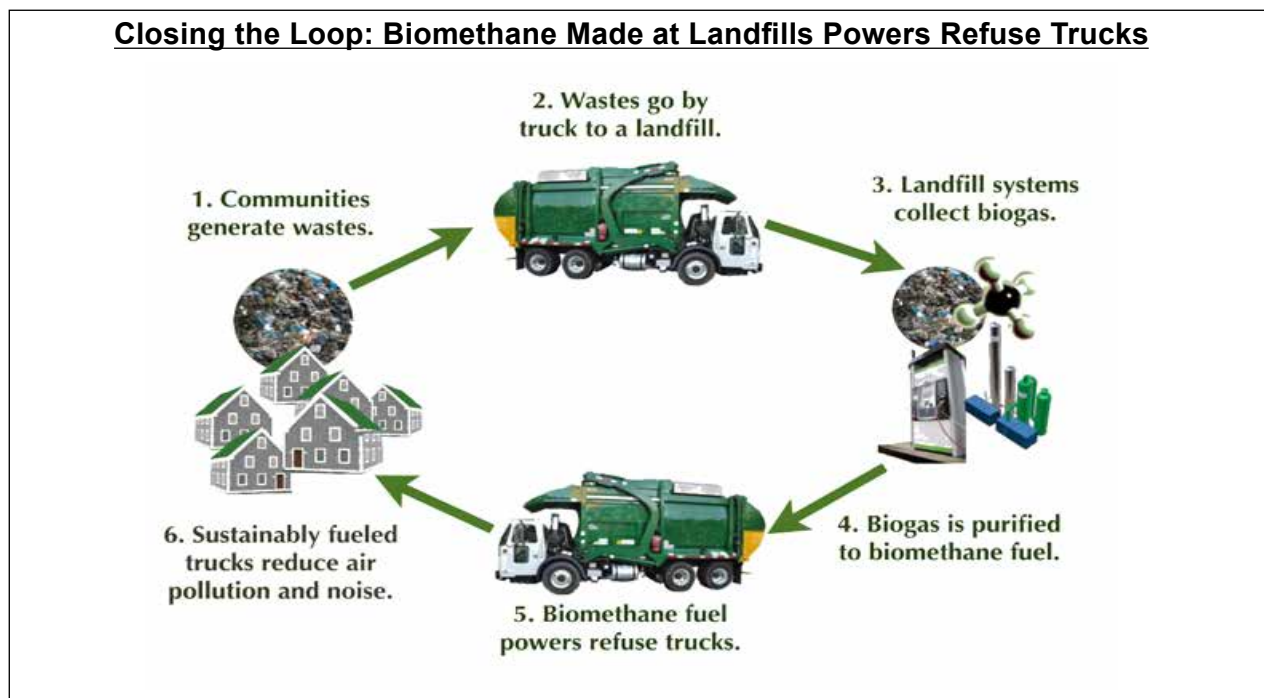 Closing the Loop: Biomethane Made at Landfills Powers Refuse Trucks
1. Communities
generate wastes.
2. Wastes go by
truck to a landfill.
3. Landfill systems
collect biogas.
4. Biogas is purified
to biomethane fuel.
5. Biomethane fuel
powers refuse trucks.
6. Sustainably fueled
trucks reduce air
pollution and noise.